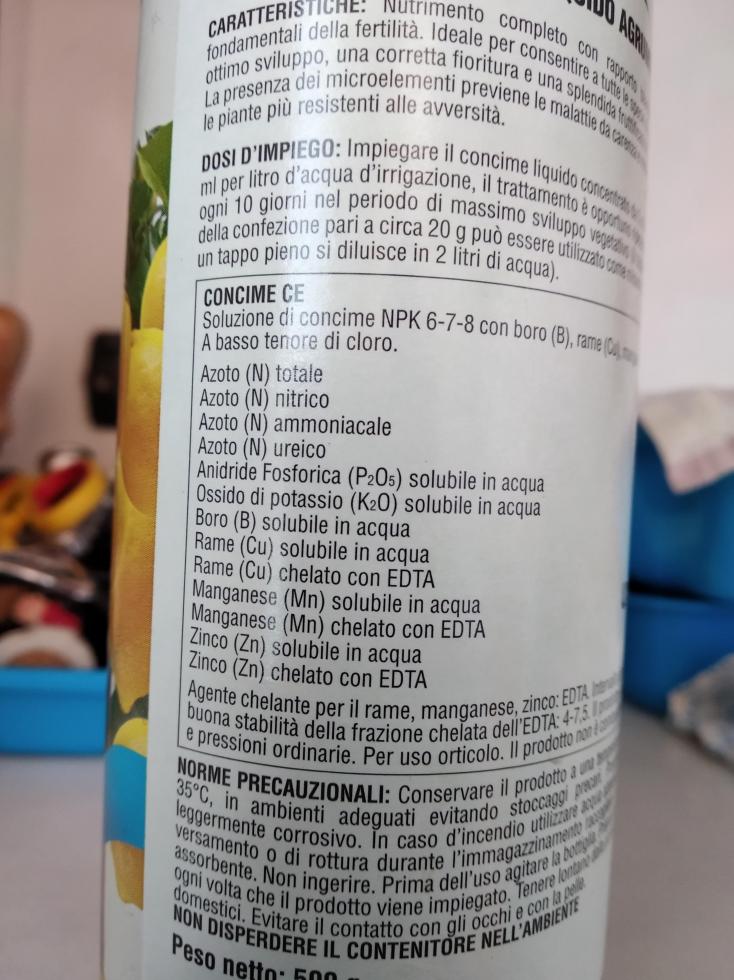 CARATTERISTICHE: Nutrimento completo con rapporto
fondamentali della fertilità. Ideale per consentire a tutte le
ottimo sviluppo, una corretta fioritura e una splendida
La presenza dei microelementi previene le malattie da
le piante più resistenti alle avversità.
DOSI D'IMPIEGO: Impiegare il concime liquido concentrato
ml per litro d'acqua d'irrigazione, il trattamento è
ogni 10 giorni nel periodo di massimo sviluppo vegetativo
della confezione pari a circa 20 g può essere utilizzato come
un tappo pieno si diluisce in 2 litri di acqua).
CONCIME CE
Soluzione di concime NPK 6-7-8 con boro (B), rame (Cu),
A basso tenore di cloro.
Azoto (N) totale
Azoto (N) nitrico
Azoto (N) ammoniacale
Azoto (N) ureico
Anidride Fosforica (P2O5) solubile in acqua
Ossido di potassio (K2O) solubile in acqua
Boro (B) solubile in acqua
Rame (Cu) solubile in acqua
Rame (Cu) chelato con EDTA
Manganese (Mn) solubile in acqua
Manganese (Mn) chelato con EDTA
Zinco (Zn) solubile in acqua
Zinco (Zn) chelato con EDTA
Agente chelante per il rame, manganese, zinco: EDTA.
buona stabilità della frazione chelata dell'EDTA: 4-7,5. Il
e pressioni ordinarie. Per uso orticolo. Il prodotto non è
NORME PRECAUZIONALI: Conservare il prodotto a una
35°C, in ambienti adeguati evitando stoccaggi precari.
leggermente corrosivo. In caso d'incendio utilizzare acqua
versamento o di rottura durante l'immagazzinamento
assorbente. Non ingerire. Prima dell'uso agitare la bottiglia.
ogni volta che il prodotto viene impiegato. Tenere lontano
domestici. Evitare il contatto con gli occhi e con la pelle.
NON DISPERDERE IL CONTENITORE NELL'AMBIENTE
Peso netto: 500 g